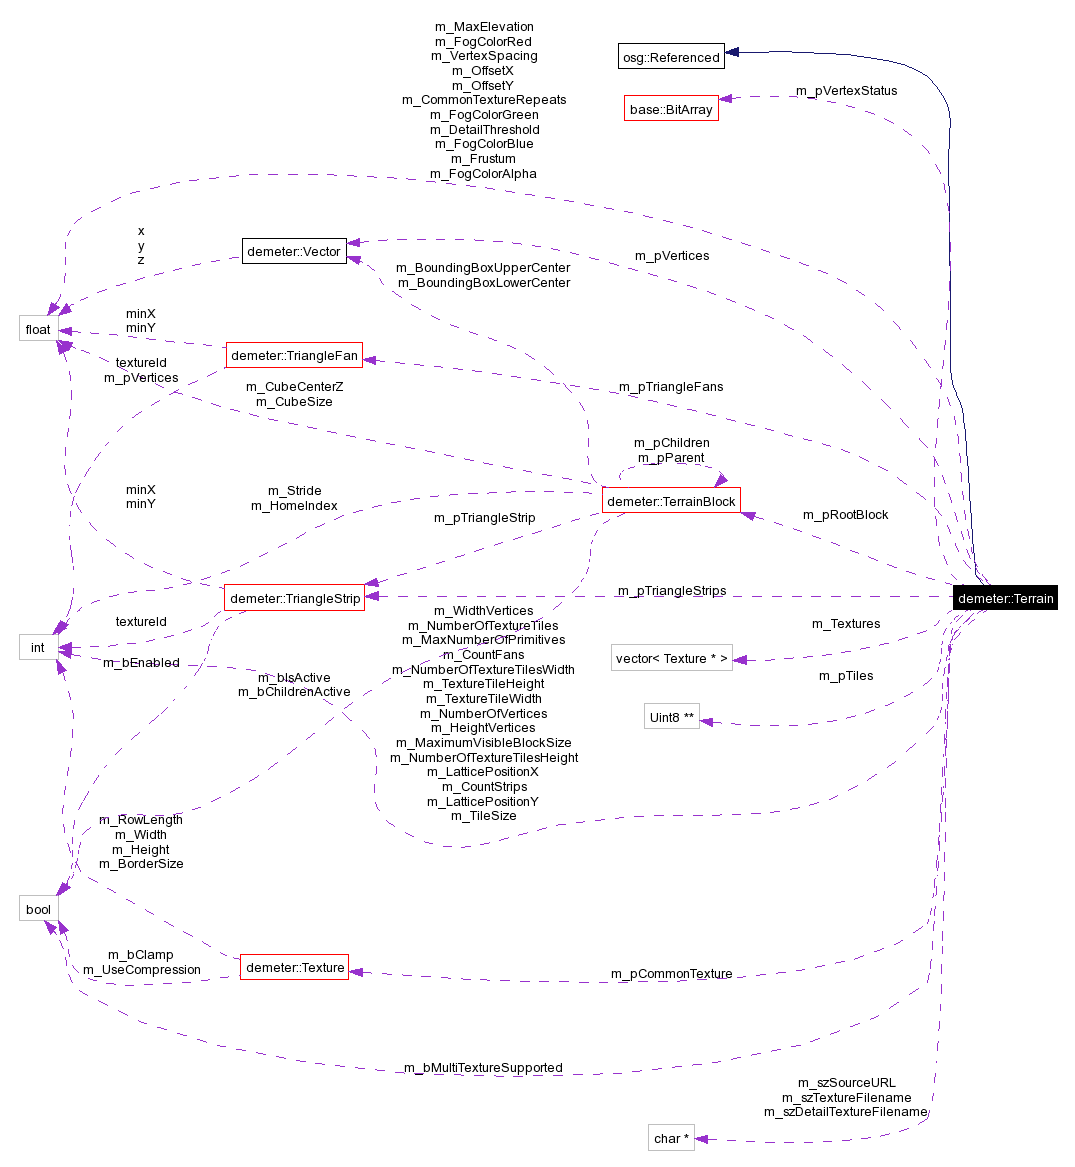 m_MaxElevation
m_FogColorRed
m_VertexSpacing
m_OffsetX
m_OffsetY
m_CommonTextureRepeats
m_FogColorGreen
m_DetailThreshold
m_FogColorBlue
m_Frustum
m_FogColorAlpha
osg::Referenced
m_pVertexStatus
base::BitArray
x
y
z
demeter::Vector
m_pVertices
m_BoundingBoxUpperCenter
m_BoundingBoxLowerCenter
float
minX
minY
demeter::TriangleFan
textureId
m_pVertices
m_CubeCenterZ
m_CubeSize
m_pTriangleFans
m_pChildren
m_pParent
minX
minY
m_Stride
m_HomeIndex
demeter::TerrainBlock
m_pTriangleStrip
m_pRootBlock
demeter::TriangleStrip
m_pTriangleStrips
demeter::Terrain
textureId
m_WidthVertices
m_NumberOfTextureTiles
m_MaxNumberOfPrimitives
m_CountFans
m_NumberOfTextureTilesWidth
m_TextureTileHeight
m_TextureTileWidth
m_NumberOfVertices
m_HeightVertices
m_MaximumVisibleBlockSize
m_NumberOfTextureTilesHeight
m_LatticePositionX
m_CountStrips
m_LatticePositionY
m_TileSize
m_Textures
int
m_bEnabled
vector< Texture * >
m_bIsActive
m_bChildrenActive
m_pTiles
Uint8 **
m_RowLength
m_Width
m_Height
m_BorderSize
bool
m_bClamp
m_UseCompression
demeter::Texture
m_pCommonTexture
m_bMultiTextureSupported
m_szSourceURL
m_szTextureFilename
m_szDetailTextureFilename
char *